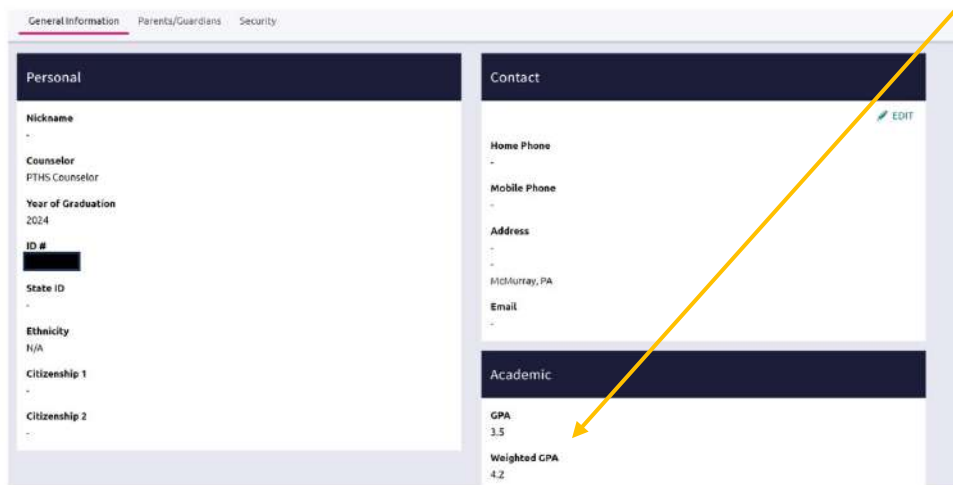 General Information Parents/Guardians Security
Personal
Nickname
-
Counselor
PTHS Counselor
Year of Graduation
2024
ID #
State ID
-
Ethnicity
N/A
Citizenship 1
-
Citizenship 2
-
Contact
EDIT
Home Phone
-
Mobile Phone
-
Address
-
-
McMurray, PA
Email
-
Academic
GPA
3.5
Weighted GPA
4.2